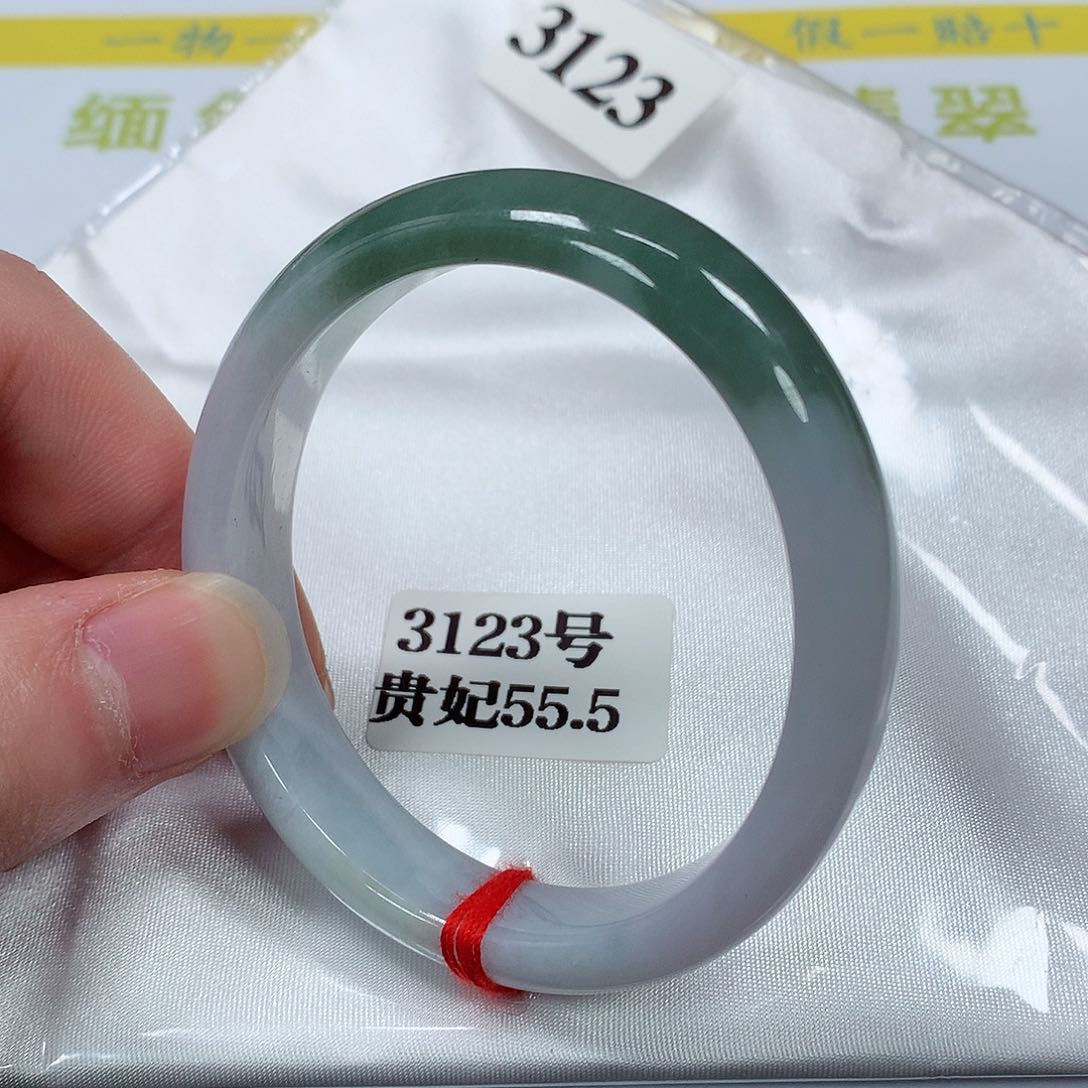 一物一
假一赔十
缅
翠
3123
3123号
贵妃55.5